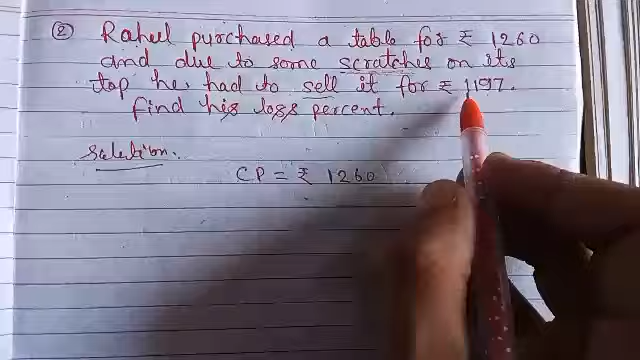 ② Rahul purchased a table for ₹ 1260
and due to some scratches on its
top he had to sell it for ₹ 1197.
find his loss percent.
Solution.
CP = ₹ 1260